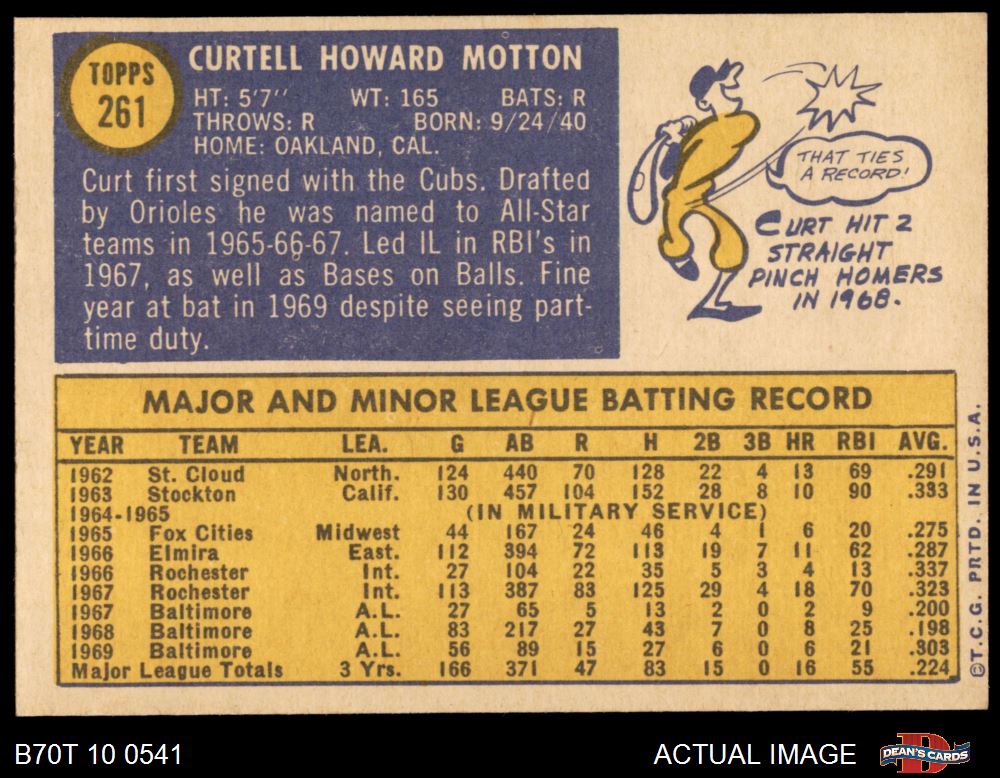 TOPPS
261
CURTELL HOWARD MOTTON
HT: 5'7'' WT: 165 BATS: R
THROWS: R BORN: 9/24/40
HOME: OAKLAND, CAL.
Curt first signed with the Cubs. Drafted
by Orioles he was named to All-Star
teams in 1965-66-67. Led IL in RBI's in
1967, as well as Bases on Balls. Fine
year at bat in 1969 despite seeing part-
time duty.
THAT TIES
A RECORD!
CURT HIT 2
STRAIGHT
PINCH HOMERS
IN 1968.
MAJOR AND MINOR LEAGUE BATTING RECORD
YEAR TEAM LEA. G AB R H 2B 3B HR RBI AVG.
1962 St. Cloud North. 124 440 70 128 22 4 13 69 .291
1963 Stockton Calif. 130 457 104 152 28 8 10 90 .333
1964-1965 (IN MILITARY SERVICE)
1965 Fox Cities Midwest 44 167 24 46 4 1 6 20 .275
1966 Elmira East. 112 394 72 113 19 7 11 62 .287
1966 Rochester Int. 27 104 22 35 5 3 4 13 .337
1967 Rochester Int. 113 387 83 125 29 4 18 70 .323
1967 Baltimore A.L. 27 65 5 13 2 0 2 9 .200
1968 Baltimore A.L. 83 217 27 43 7 0 8 25 .198
1969 Baltimore A.L. 56 89 15 27 6 0 6 21 .303
Major League Totals 3 Yrs. 166 371 47 83 15 0 16 55 .224
©T.C.G. PRTD. IN U.S.A.
B70T 10 0541
ACTUAL IMAGE
DEAN'S CARDS